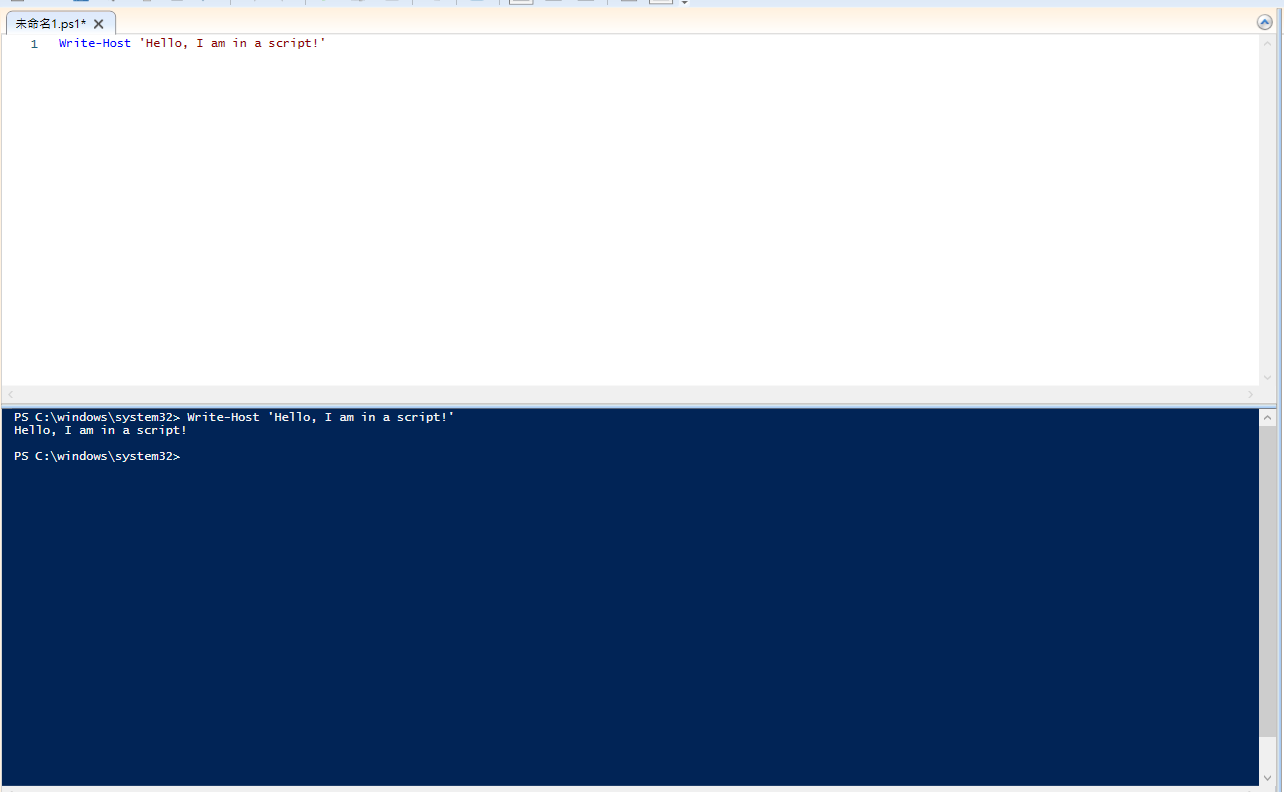 未命名1.ps1*
1 Write-Host 'Hello, I am in a script!'
PS C:\windows\system32> Write-Host 'Hello, I am in a script!'
Hello, I am in a script!
PS C:\windows\system32>